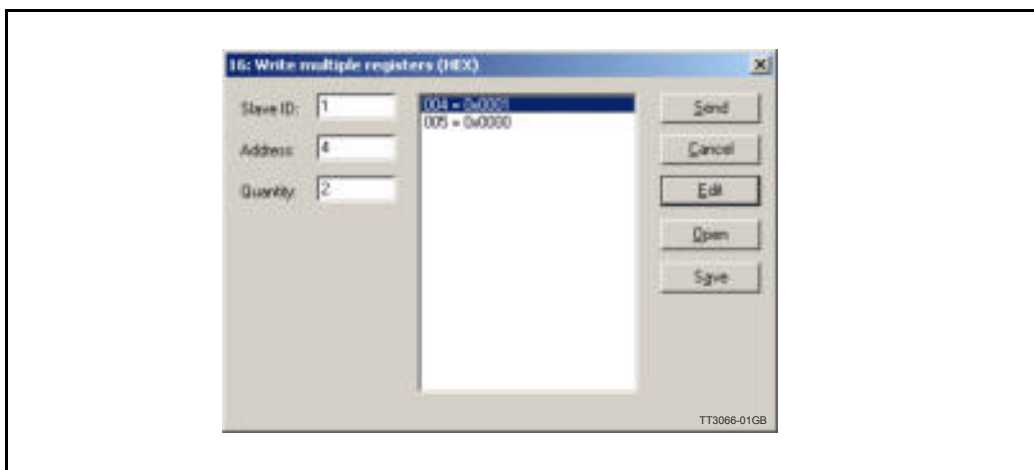 16: Write multiple registers (HEX)
Slave ID: 1
Address: 4
Quantity: 2
004 = 0x0001
005 = 0x0000
Send
Cancel
Edit
Open
Save
TT3066-01GB